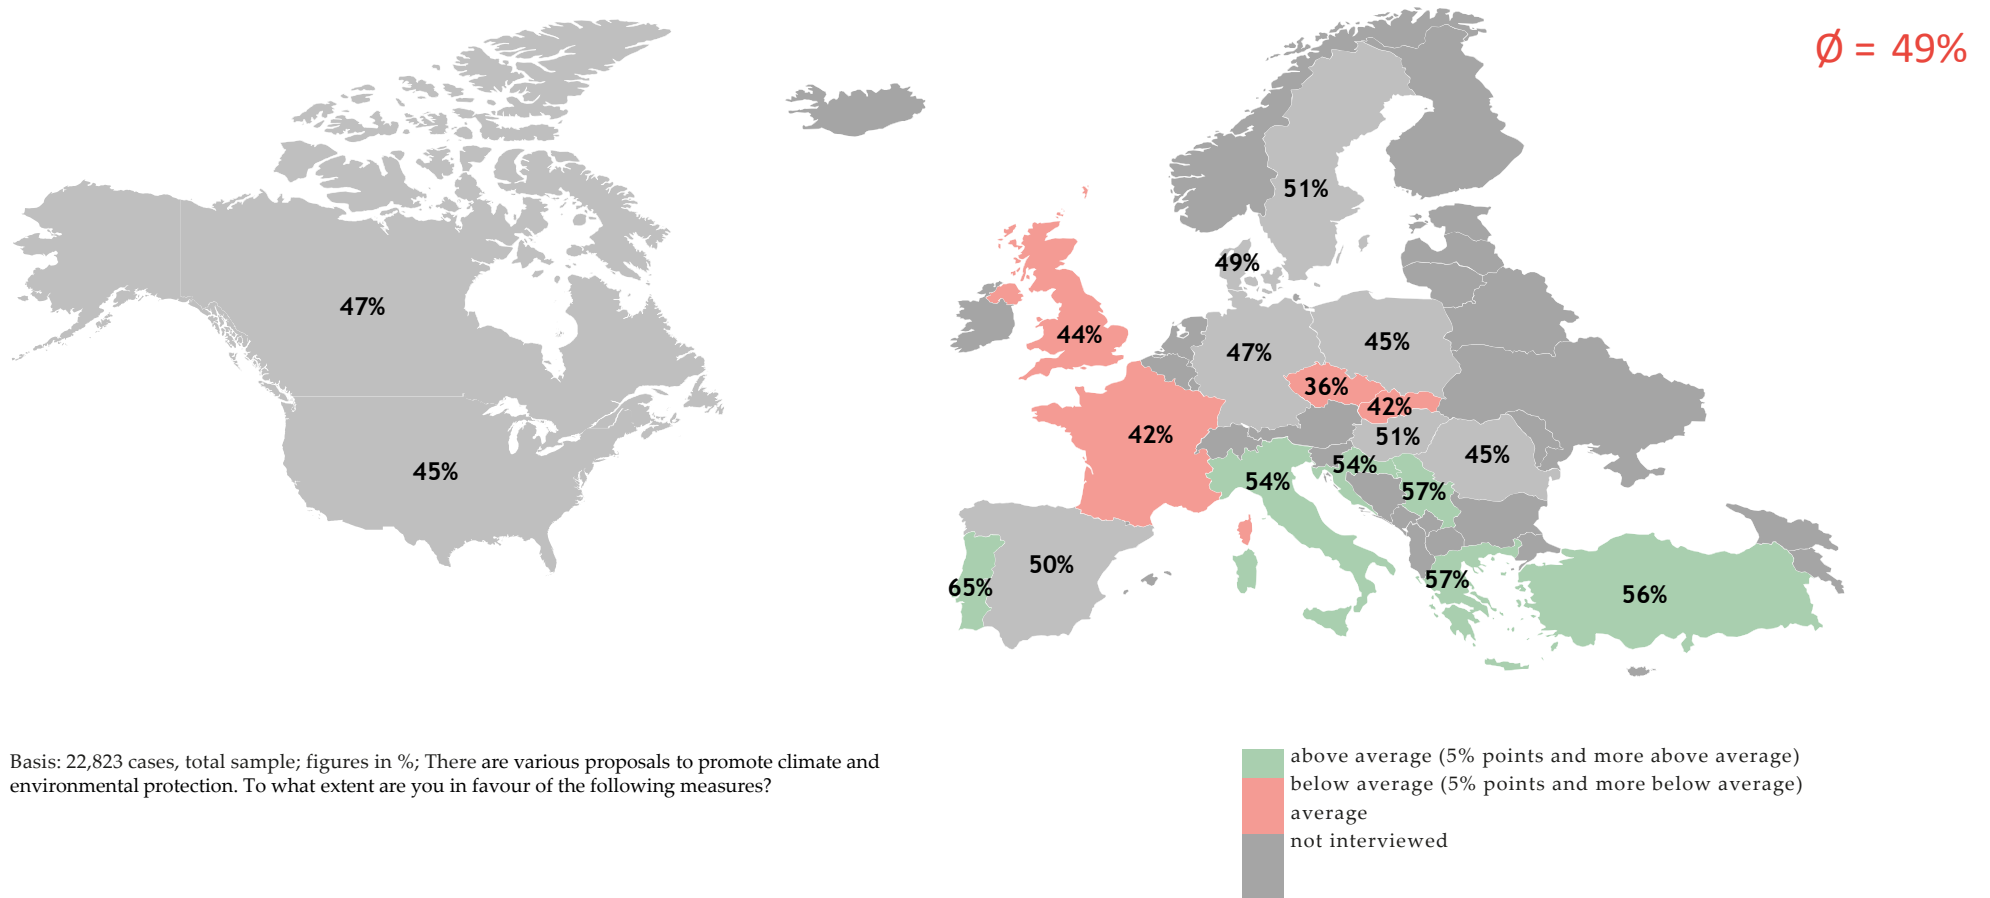 Ø = 49%
51%
49%
47%
44%
47%
45%
36%
42%
42%
51%
45%
45%
54%
54%
57%
50%
65%
57%
56%
Basis: 22,823 cases, total sample; figures in %; There are various proposals to promote climate and
environmental protection. To what extent are you in favour of the following measures?
above average (5% points and more above average)
below average (5% points and more below average)
average
not interviewed